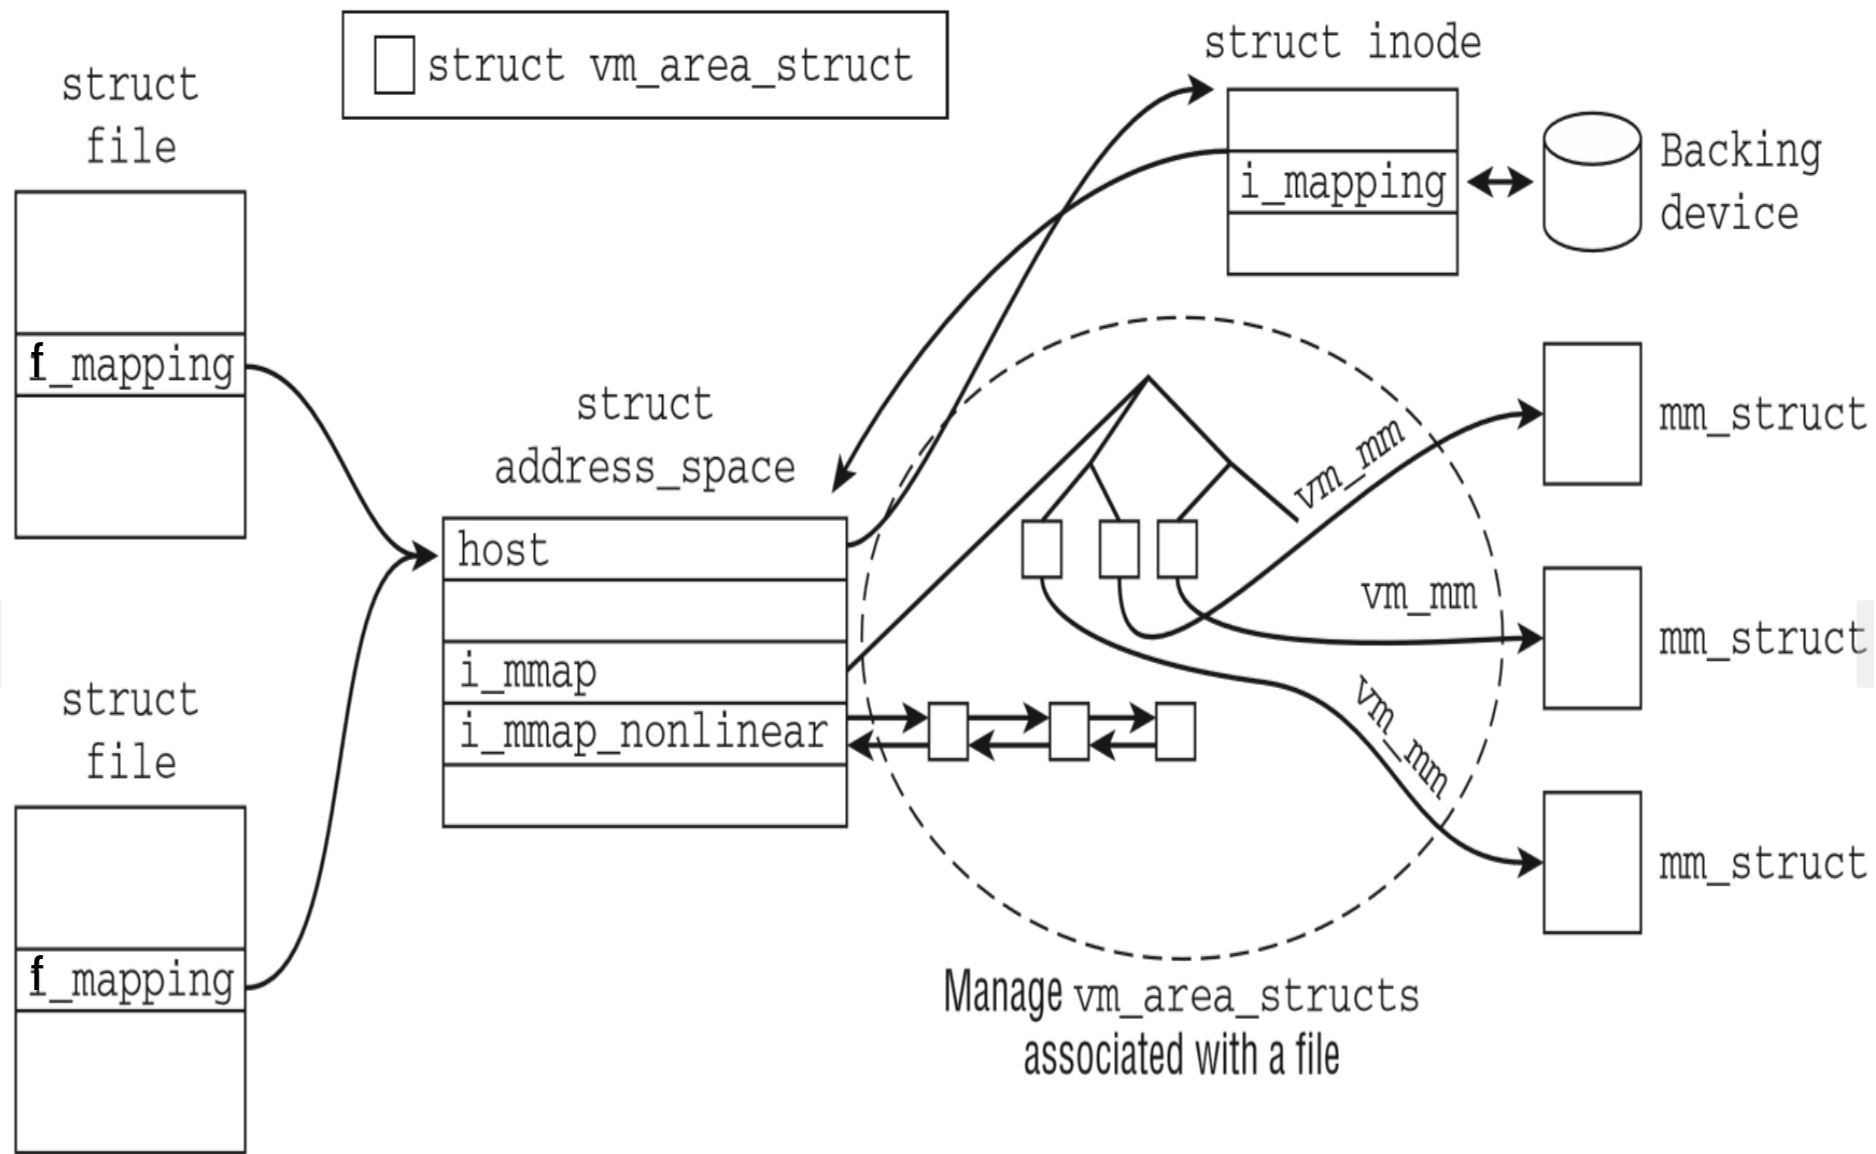 struct vm_area_struct
struct inode
struct
file
i_mapping
Backing
device
f_mapping
struct
address_space
mm_struct
vm_mm
host
vm_mm
mm_struct
i_mmap
i_mmap_nonlinear
vm_mm
struct
file
mm_struct
f_mapping
Manage vm_area_structs
associated with a file